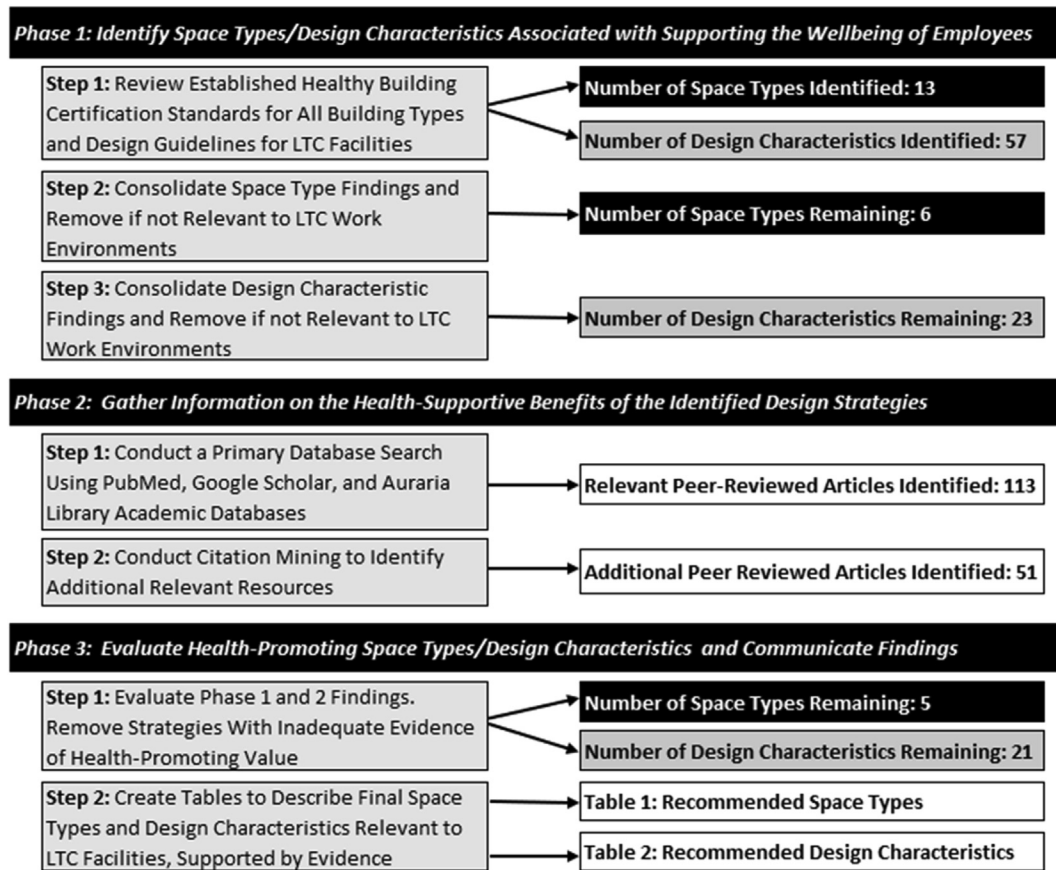 Phase 1: Identify Space Types/Design Characteristics Associated with Supporting the Wellbeing of Employees
Step 1: Review Established Healthy Building
Certification Standards for All Building Types
and Design Guidelines for LTC Facilities
Number of Space Types Identified: 13
Number of Design Characteristics Identified: 57
Step 2: Consolidate Space Type Findings and
Remove if not Relevant to LTC Work
Environments
Number of Space Types Remaining: 6
Step 3: Consolidate Design Characteristic
Findings and Remove if not Relevant to LTC
Work Environments
Number of Design Characteristics Remaining: 23
Phase 2: Gather Information on the Health-Supportive Benefits of the Identified Design Strategies
Step 1: Conduct a Primary Database Search
Using PubMed, Google Scholar, and Auraria
Library Academic Databases
Relevant Peer-Reviewed Articles Identified: 113
Step 2: Conduct Citation Mining to Identify
Additional Relevant Resources
Additional Peer Reviewed Articles Identified: 51
Phase 3: Evaluate Health-Promoting Space Types/Design Characteristics and Communicate Findings
Step 1: Evaluate Phase 1 and 2 Findings.
Remove Strategies With Inadequate Evidence
of Health-Promoting Value
Number of Space Types Remaining: 5
Number of Design Characteristics Remaining: 21
Step 2: Create Tables to Describe Final Space
Types and Design Characteristics Relevant to
LTC Facilities, Supported by Evidence
Table 1: Recommended Space Types
Table 2: Recommended Design Characteristics